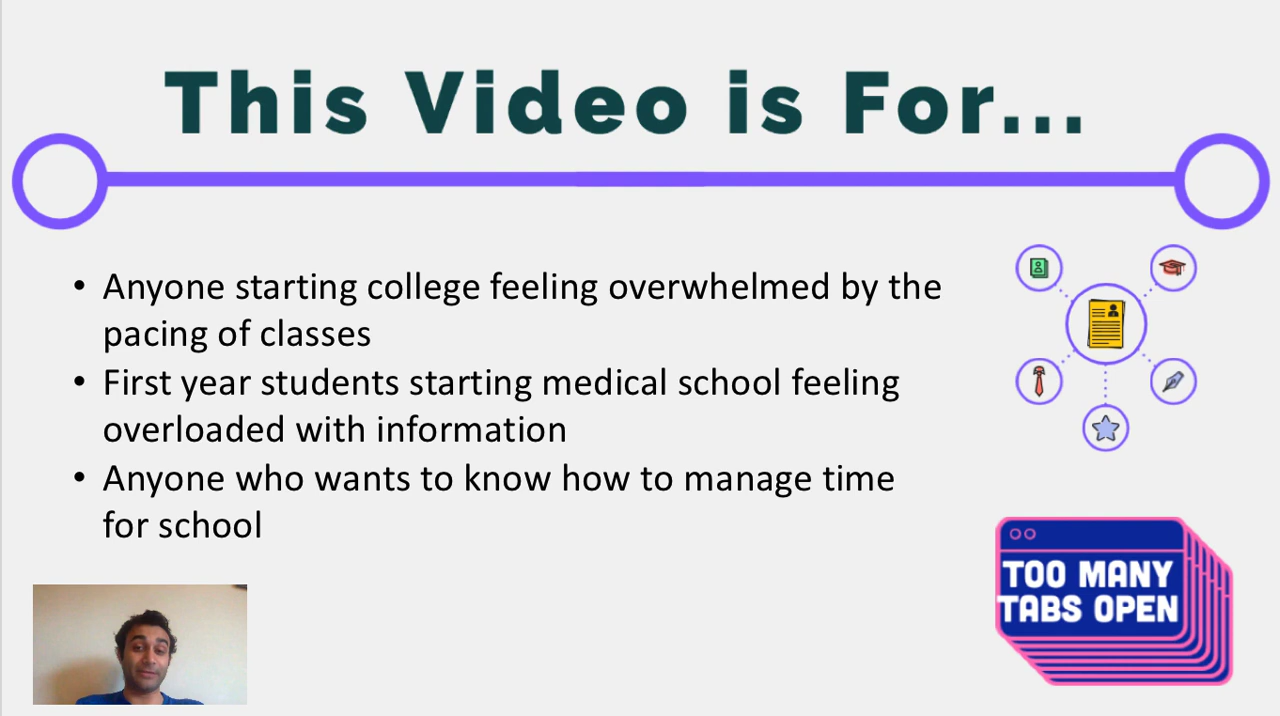 This Video is For...
• Anyone starting college feeling overwhelmed by the
pacing of classes
• First year students starting medical school feeling
overloaded with information
• Anyone who wants to know how to manage time
for school
TOO MANY
TABS OPEN